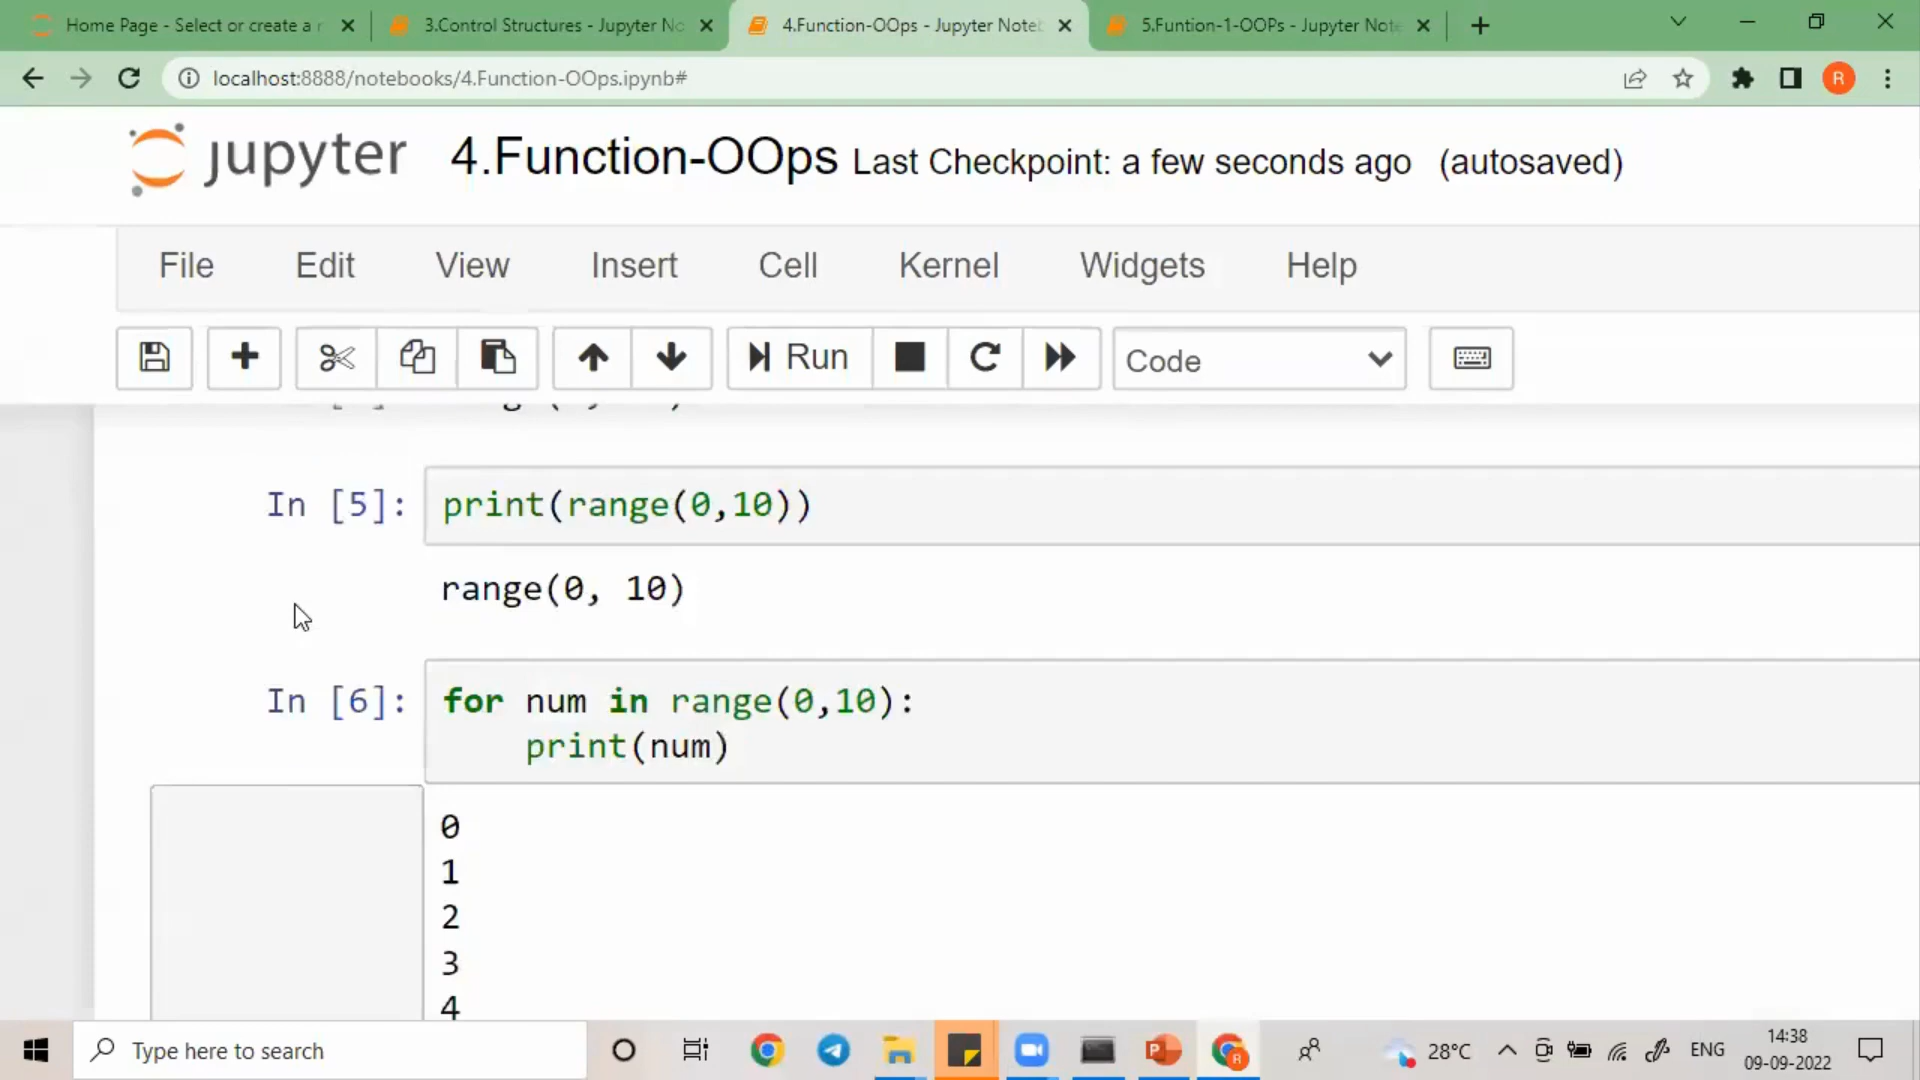 Home Page - Select or create a n
3.Control Structures - Jupyter No
4.Function-OOps - Jupyter Noteb
5.Funtion-1-OOPs - Jupyter Note
localhost:8888/notebooks/4.Function-OOps.ipynb#
R
jupyter 4.Function-OOps Last Checkpoint: a few seconds ago (autosaved)
File Edit View Insert Cell Kernel Widgets Help
Run Code
In [5]: print(range(0,10))
range(0, 10)
In [6]: for num in range(0,10):
print(num)
0
1
2
3
4
Type here to search
28°C
ENG
14:38
09-09-2022